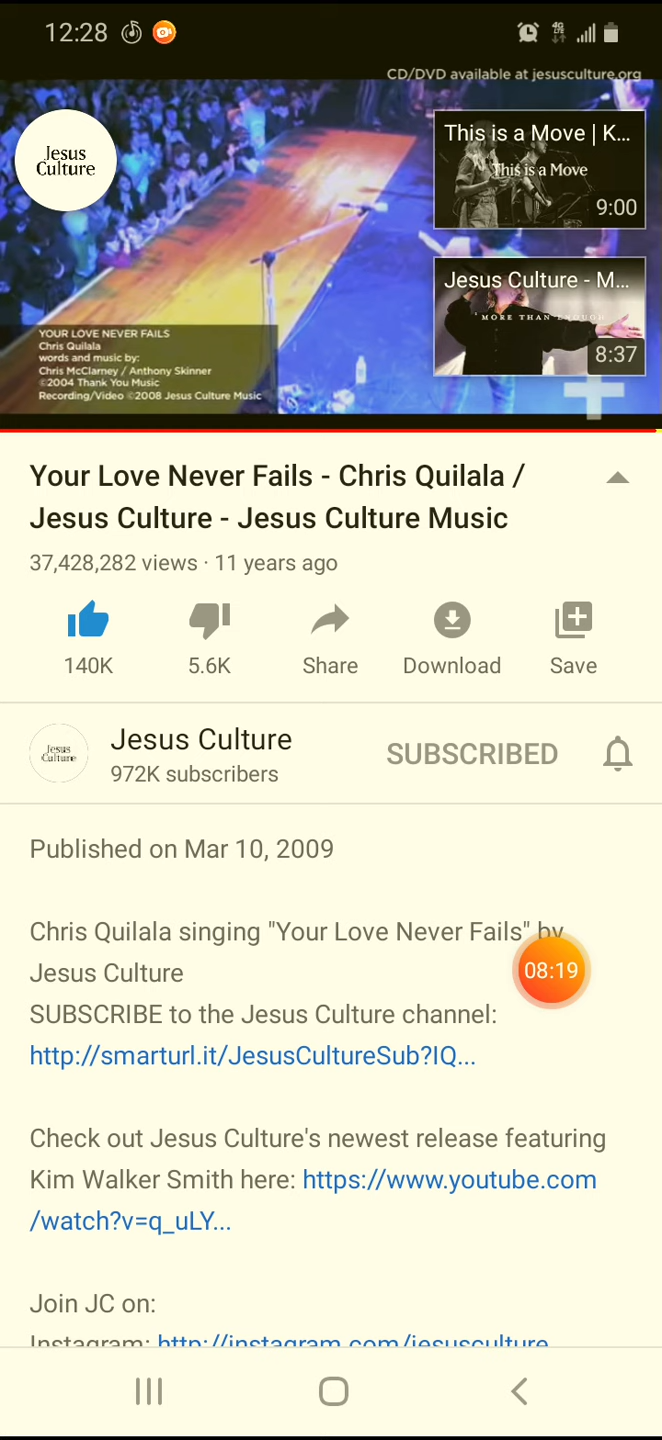 12:28
4G
CD/DVD available at jesusculture.org
Jesus
Culture
This is a Move | K...
This is a Move
9:00
Jesus Culture - M...
MORE THAN ENOUGH
8:37
YOUR LOVE NEVER FAILS
Chris Quilala
words and music by:
Chris McClarney / Anthony Skinner
©2004 Thank You Music
Recording/Video ©2008 Jesus Culture Music
Your Love Never Fails - Chris Quilala /
Jesus Culture - Jesus Culture Music
37,428,282 views · 11 years ago
140K
5.6K
Share
Download
Save
Jesus
Culture
Jesus Culture
972K subscribers
SUBSCRIBED
Published on Mar 10, 2009
Chris Quilala singing "Your Love Never Fails" by
Jesus Culture
08:19
SUBSCRIBE to the Jesus Culture channel:
http://smarturl.it/JesusCultureSub?IQ...
Check out Jesus Culture's newest release featuring
Kim Walker Smith here: https://www.youtube.com
/watch?v=q_uLY...
Join JC on:
Instagram: http://instagram.com/jesusculture